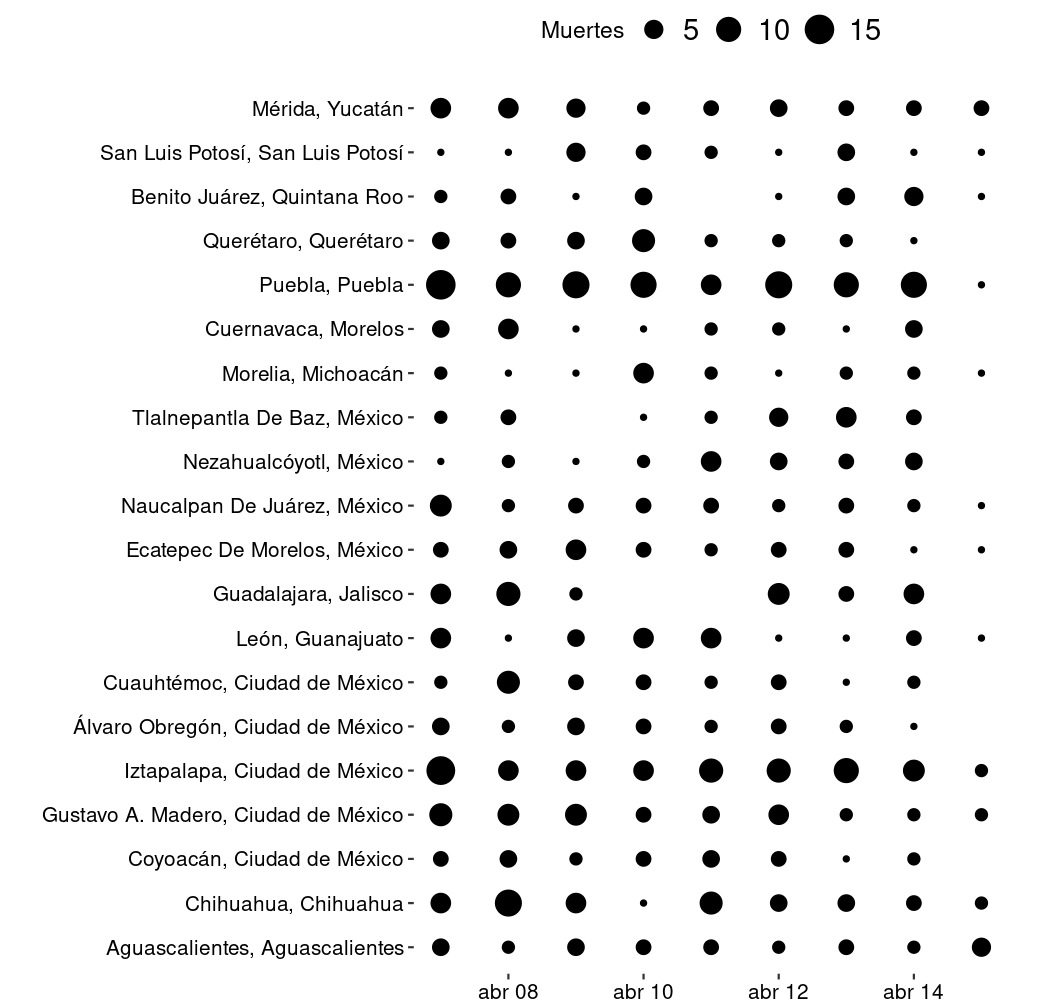 Muertes 5 10 15
Mérida, Yucatán
San Luis Potosí, San Luis Potosí
Benito Juárez, Quintana Roo
Querétaro, Querétaro
Puebla, Puebla
Cuernavaca, Morelos
Morelia, Michoacán
Tlalnepantla De Baz, México
Nezahualcóyotl, México
Naucalpan De Juárez, México
Ecatepec De Morelos, México
Guadalajara, Jalisco
León, Guanajuato
Cuauhtémoc, Ciudad de México
Álvaro Obregón, Ciudad de México
Iztapalapa, Ciudad de México
Gustavo A. Madero, Ciudad de México
Coyoacán, Ciudad de México
Chihuahua, Chihuahua
Aguascalientes, Aguascalientes
abr 08 abr 10 abr 12 abr 14